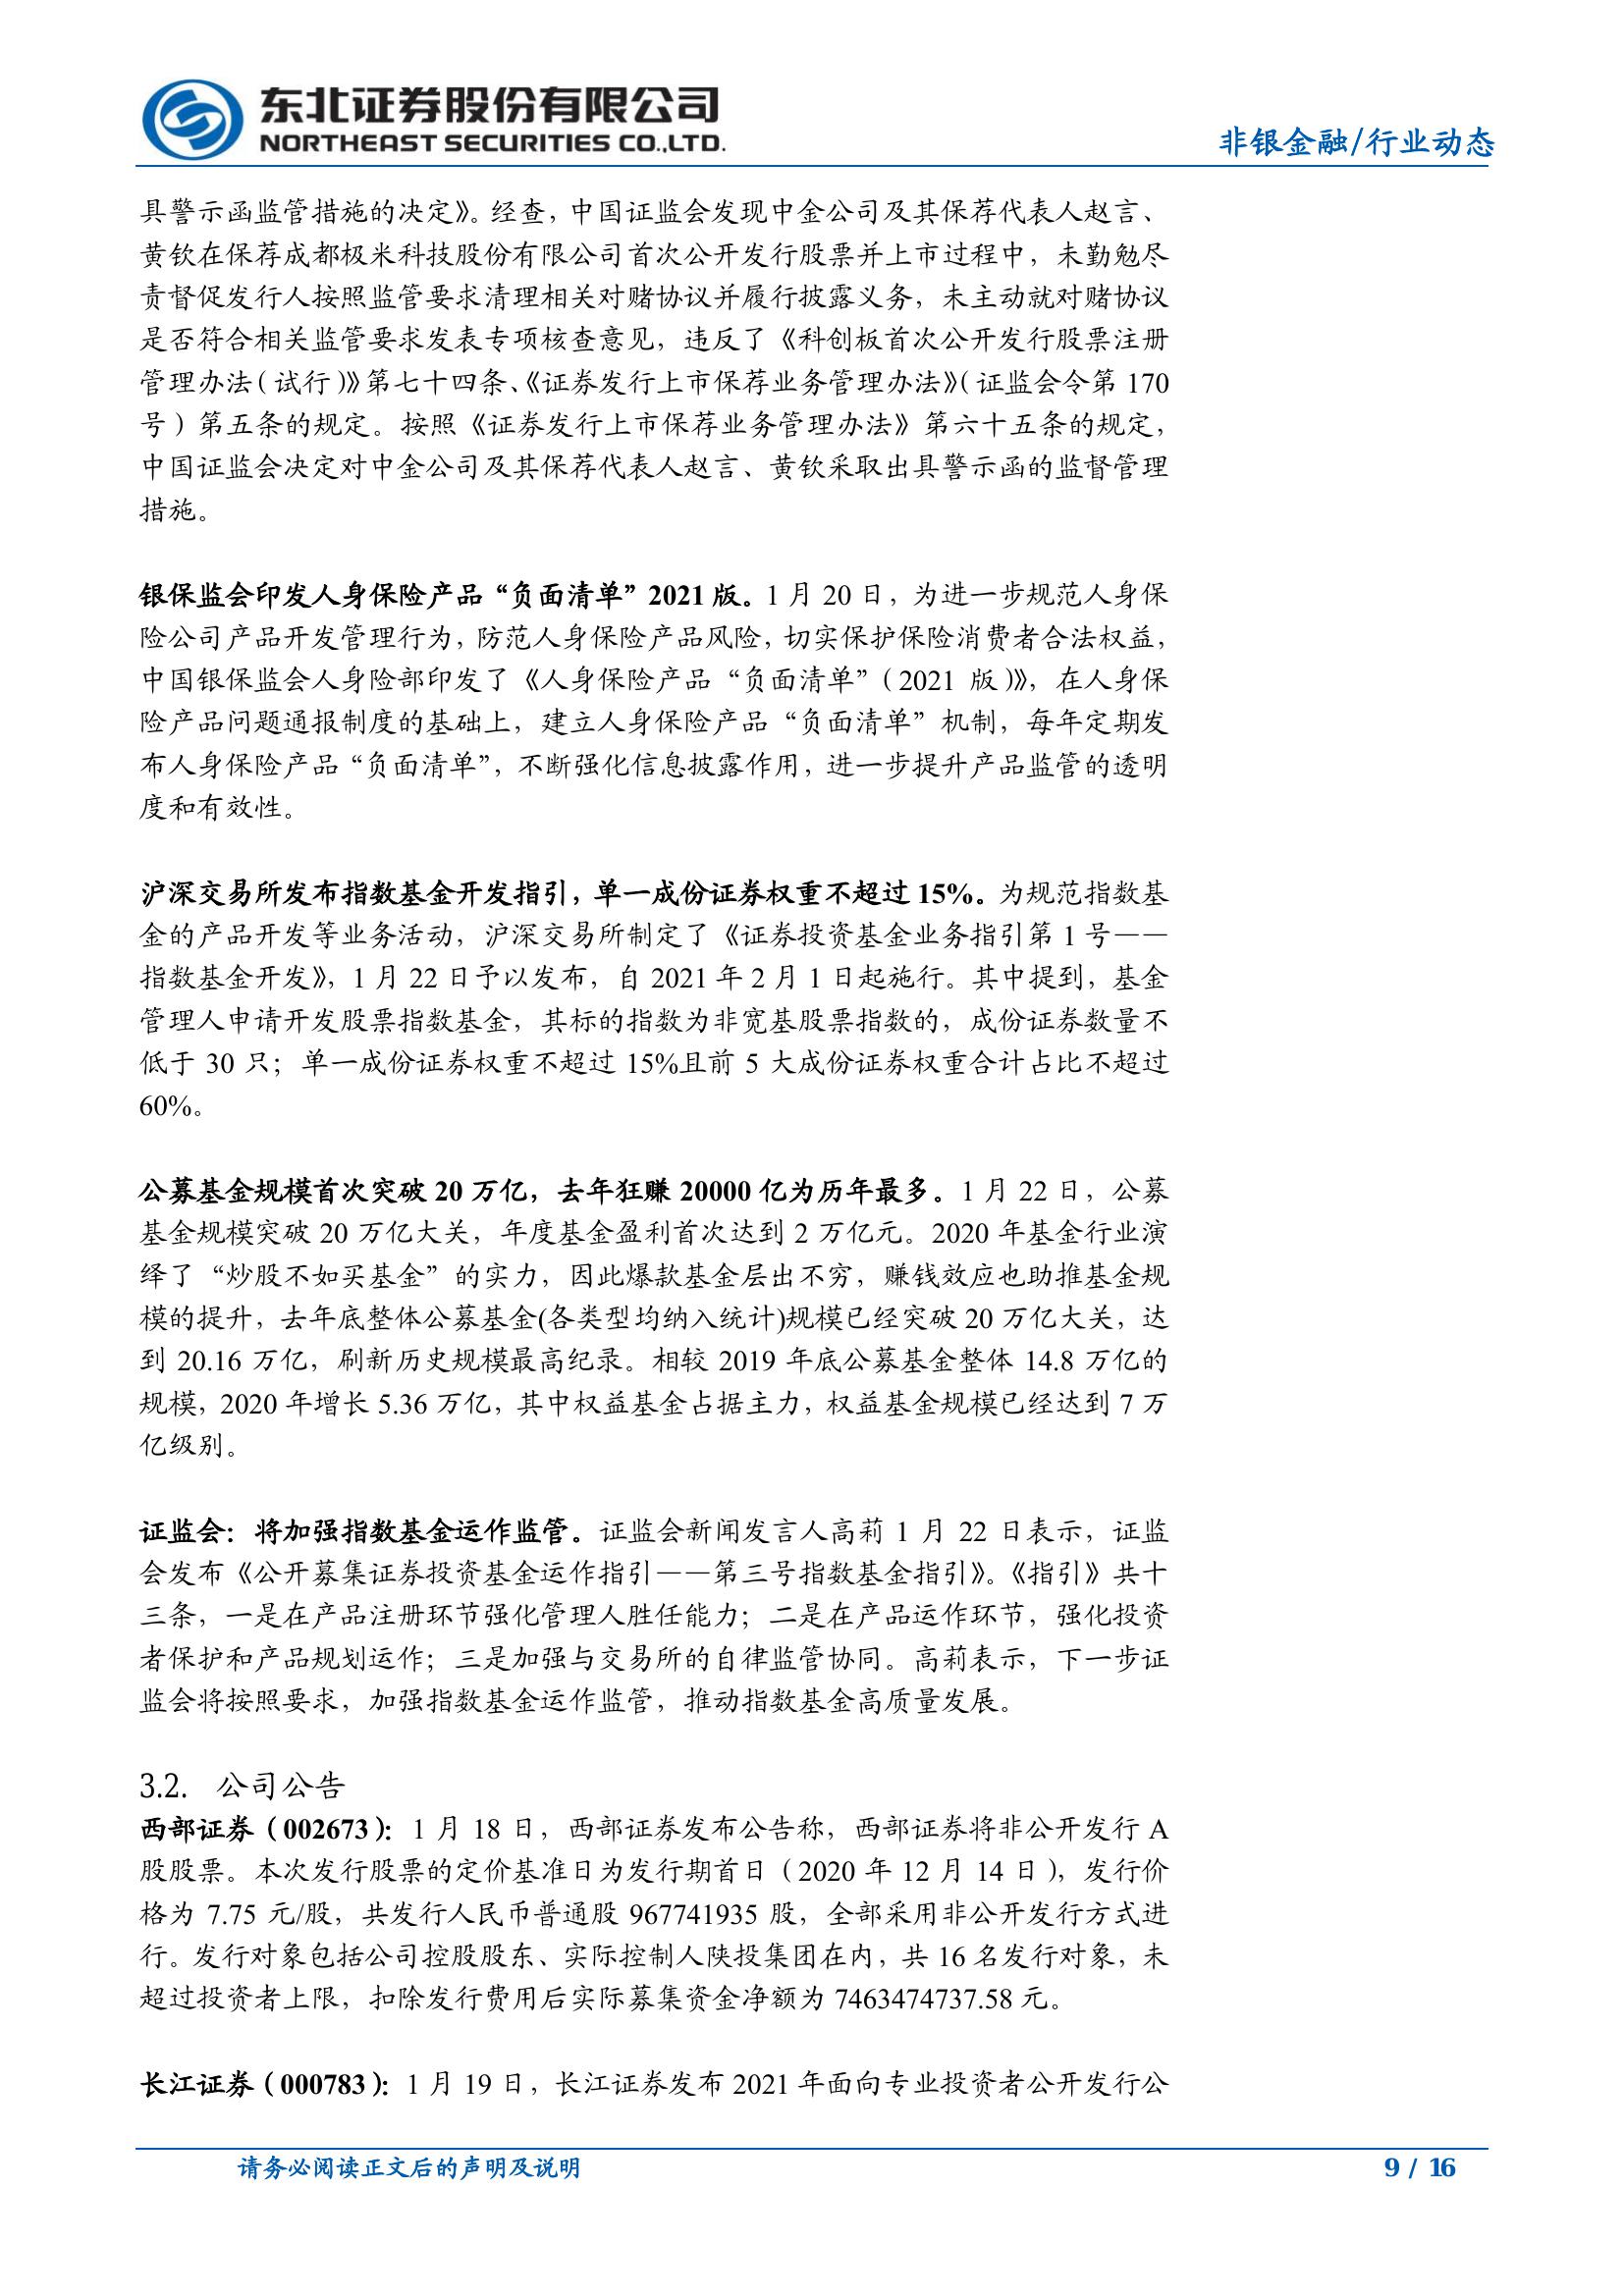 东北证券股份有限公司
NORTHEAST SECURITIES CO.,LTD.
非银金融/行业动态
具警示函监管措施的决定》。经查，中国证监会发现中金公司及其保荐代表人赵言、
黄钦在保荐成都极米科技股份有限公司首次公开发行股票并上市过程中，未勤勉尽
责督促发行人按照监管要求清理相关对赌协议并履行披露义务，未主动就对赌协议
是否符合相关监管要求发表专项核查意见，违反了《科创板首次公开发行股票注册
管理办法（试行）》第七十四条、《证券发行上市保荐业务管理办法》（证监会令第 170
号）第五条的规定。按照《证券发行上市保荐业务管理办法》第六十五条的规定，
中国证监会决定对中金公司及其保荐代表人赵言、黄钦采取出具警示函的监督管理
措施。
银保监会印发人身保险产品“负面清单”2021 版。1 月 20 日，为进一步规范人身保
险公司产品开发管理行为，防范人身保险产品风险，切实保护保险消费者合法权益，
中国银保监会人身险部印发了《人身保险产品“负面清单”（2021 版）》，在人身保
险产品问题通报制度的基础上，建立人身保险产品“负面清单”机制，每年定期发
布人身保险产品“负面清单”，不断强化信息披露作用，进一步提升产品监管的透明
度和有效性。
沪深交易所发布指数基金开发指引，单一成份证券权重不超过 15%。为规范指数基
金的产品开发等业务活动，沪深交易所制定了《证券投资基金业务指引第 1 号——
指数基金开发》，1 月 22 日予以发布，自 2021 年 2 月 1 日起施行。其中提到，基金
管理人申请开发股票指数基金，其标的指数为非宽基股票指数的，成份证券数量不
低于 30 只；单一成份证券权重不超过 15%且前 5 大成份证券权重合计占比不超过
60%。
公募基金规模首次突破 20 万亿，去年狂赚 20000 亿为历年最多。1 月 22 日，公募
基金规模突破 20 万亿大关，年度基金盈利首次达到 2 万亿元。2020 年基金行业演
绎了“炒股不如买基金”的实力，因此爆款基金层出不穷，赚钱效应也助推基金规
模的提升，去年底整体公募基金(各类型均纳入统计)规模已经突破 20 万亿大关，达
到 20.16 万亿，刷新历史规模最高纪录。相较 2019 年底公募基金整体 14.8 万亿的
规模，2020 年增长 5.36 万亿，其中权益基金占据主力，权益基金规模已经达到 7 万
亿级别。
证监会：将加强指数基金运作监管。证监会新闻发言人高莉 1 月 22 日表示，证监
会发布《公开募集证券投资基金运作指引——第三号指数基金指引》。《指引》共十
三条，一是在产品注册环节强化管理人胜任能力；二是在产品运作环节，强化投资
者保护和产品规划运作；三是加强与交易所的自律监管协同。高莉表示，下一步证
监会将按照要求，加强指数基金运作监管，推动指数基金高质量发展。
3.2. 公司公告
西部证券（002673）：1 月 18 日，西部证券发布公告称，西部证券将非公开发行 A
股股票。本次发行股票的定价基准日为发行期首日（2020 年 12 月 14 日），发行价
格为 7.75 元/股，共发行人民币普通股 967741935 股，全部采用非公开发行方式进
行。发行对象包括公司控股股东、实际控制人陕投集团在内，共 16 名发行对象，未
超过投资者上限，扣除发行费用后实际募集资金净额为 7463474737.58 元。
长江证券（000783）：1 月 19 日，长江证券发布 2021 年面向专业投资者公开发行公
请务必阅读正文后的声明及说明
9 / 16